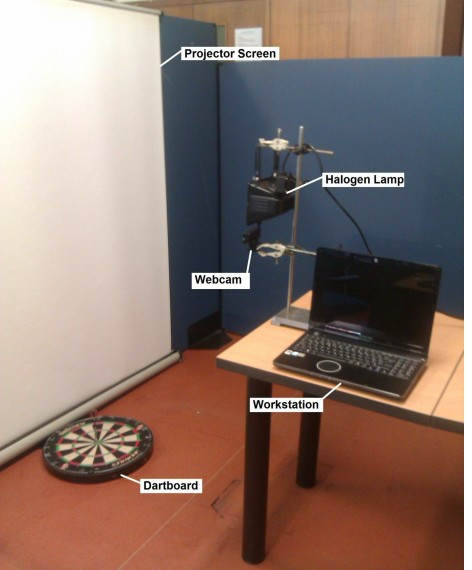 Projector Screen
Halogen Lamp
Webcam
Workstation
Dartboard